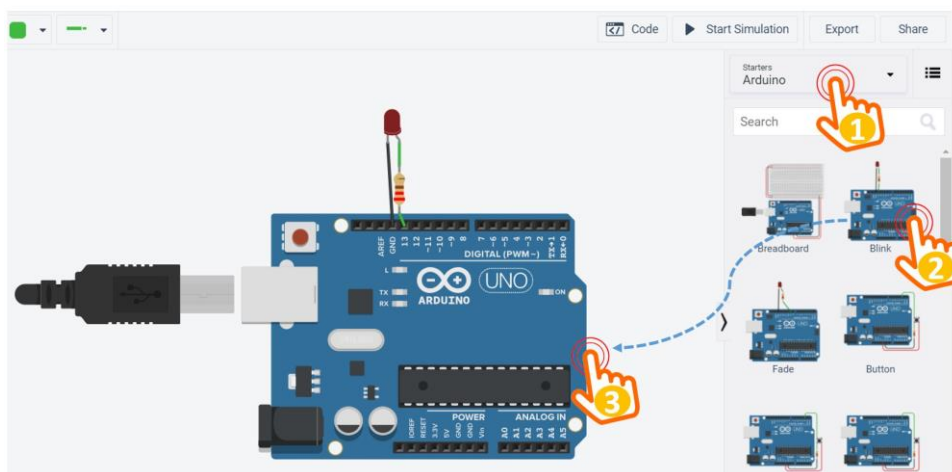 Code
Start Simulation
Export
Share
Starters
Arduino
1
Search
Breadboard
Blink
2
AREF
GND
13
12
~11
~10
~9
8
7
~6
~5
4
~3
2
TX→1
RX←0
DIGITAL (PWM~)
L
TX
RX
ARDUINO
UNO
ON
Fade
Button
3
POWER
ANALOG IN
IOREF
RESET
3.3V
5V
GND
GND
Vin
A0
A1
A2
A3
A4
A5